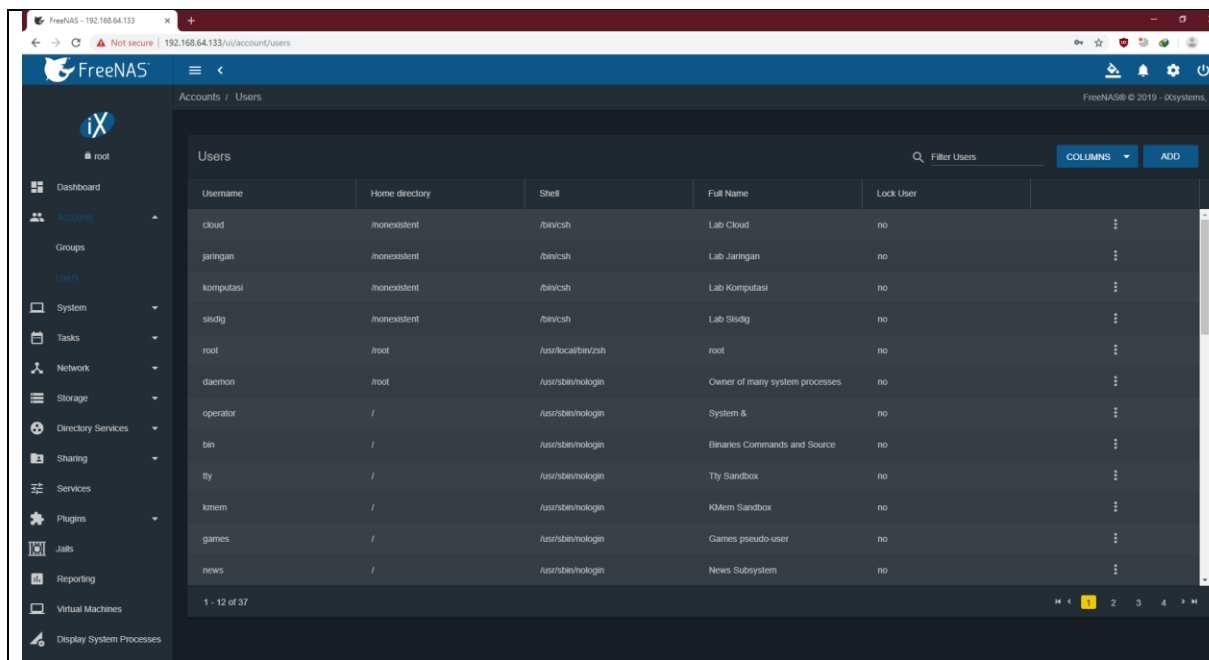 FreeNAS - 192.168.64.133
Not secure 192.168.64.133/ui/account/users
FreeNAS
Accounts / Users
FreeNAS® © 2019 - iXsystems,
iX
root
Dashboard
Accounts
Groups
Users
System
Tasks
Network
Storage
Directory Services
Sharing
Services
Plugins
Jails
Reporting
Virtual Machines
Display System Processes
Users
Filter Users
COLUMNS
ADD
Username Home directory Shell Full Name Lock User
cloud /nonexistent /bin/csh Lab Cloud no
jaringan /nonexistent /bin/csh Lab Jaringan no
komputasi /nonexistent /bin/csh Lab Komputasi no
sisdig /nonexistent /bin/csh Lab Sisdig no
root /root /usr/local/bin/zsh root no
daemon /root /usr/sbin/nologin Owner of many system processes no
operator / /usr/sbin/nologin System & no
bin / /usr/sbin/nologin Binaries Commands and Source no
tty / /usr/sbin/nologin Tty Sandbox no
kmem / /usr/sbin/nologin KMem Sandbox no
games / /usr/sbin/nologin Games pseudo-user no
news / /usr/sbin/nologin News Subsystem no
1 - 12 of 37
1 2 3 4